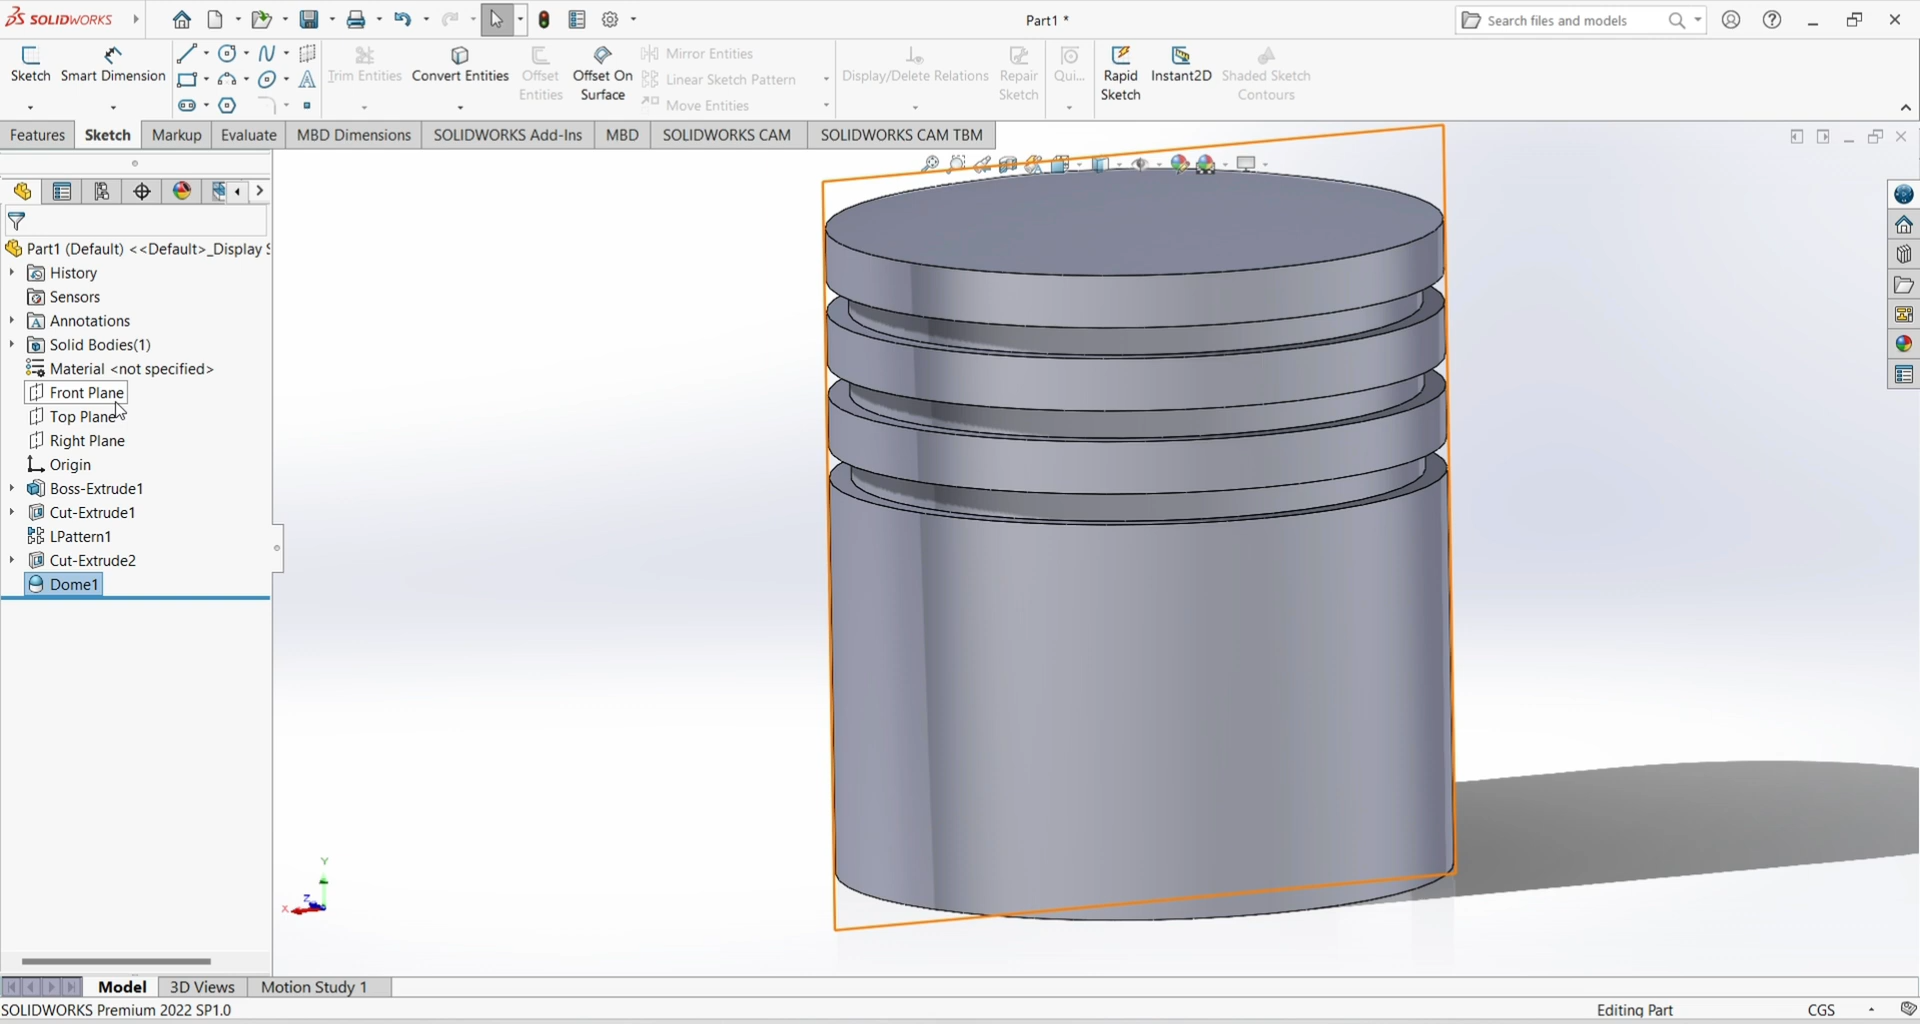 SOLIDWORKS
Part1 *
Search files and models
Sketch
Smart Dimension
Trim Entities
Convert Entities
Offset
Entities
Offset On
Surface
Mirror Entities
Linear Sketch Pattern
Move Entities
Display/Delete Relations
Repair
Sketch
Qui...
Rapid
Sketch
Instant2D
Shaded Sketch
Contours
Features
Sketch
Markup
Evaluate
MBD Dimensions
SOLIDWORKS Add-Ins
MBD
SOLIDWORKS CAM
SOLIDWORKS CAM TBM
Part1 (Default) <<Default>_Display S
History
Sensors
Annotations
Solid Bodies(1)
Material <not specified>
Front Plane
Top Plane
Right Plane
Origin
Boss-Extrude1
Cut-Extrude1
LPattern1
Cut-Extrude2
Dome1
Y
Z
X
Model
3D Views
Motion Study 1
SOLIDWORKS Premium 2022 SP1.0
Editing Part
CGS